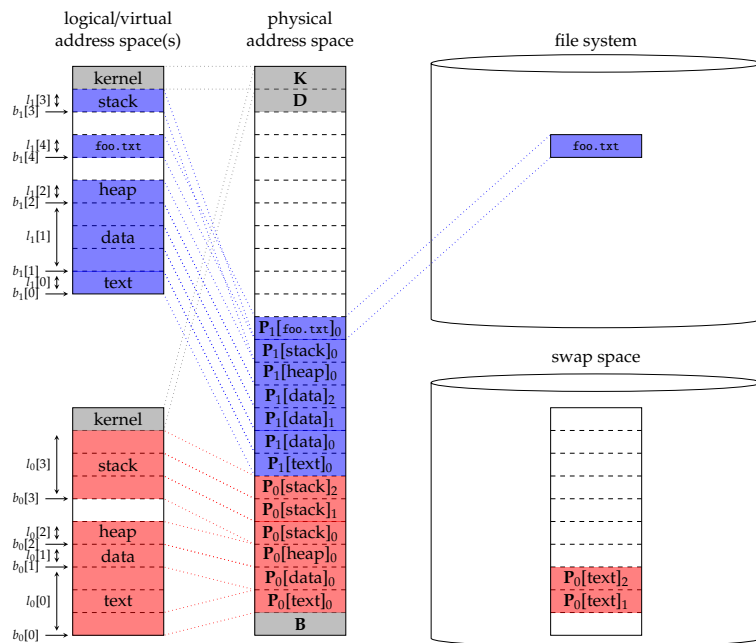 logical/virtual
address space(s)
physical
address space
file system
kernel
stack
foo.txt
heap
data
text
l₁[3]
b₁[3]
l₁[4]
b₁[4]
l₁[2]
b₁[2]
l₁[1]
b₁[1]
l₁[0]
b₁[0]
kernel
stack
heap
data
text
l₀[3]
b₀[3]
l₀[2]
b₀[2]
l₀[1]
b₀[1]
l₀[0]
b₀[0]
K
D
P₁[foo.txt]₀
P₁[stack]₀
P₁[heap]₀
P₁[data]₂
P₁[data]₁
P₁[data]₀
P₁[text]₀
P₀[stack]₂
P₀[stack]₁
P₀[stack]₀
P₀[heap]₀
P₀[data]₀
P₀[text]₀
B
foo.txt
swap space
P₀[text]₂
P₀[text]₁